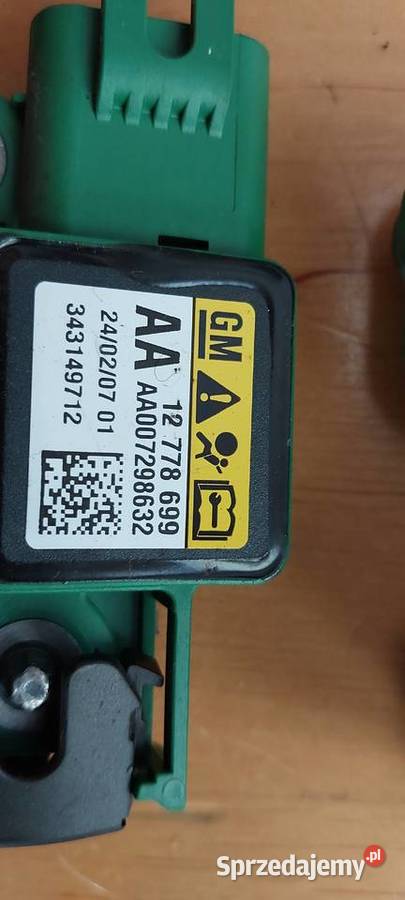 GM
12 778 699
AA AA007298632
24/02/07 01
343149712
Sprzedajemy.pl